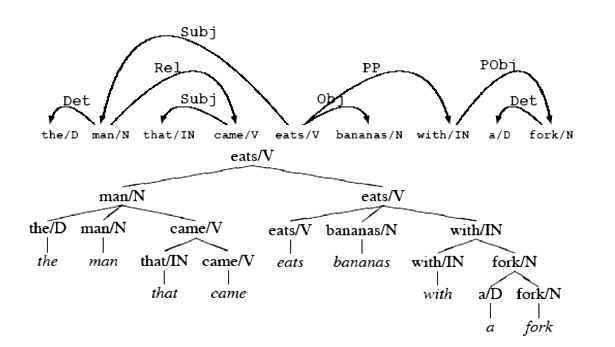 Subj
Rel PP PObj
Det Subj Obj Det
the/D man/N that/IN came/V eats/V bananas/N with/IN a/D fork/N
eats/V
man/N eats/V
the/D man/N came/V eats/V bananas/N with/IN
the man that/IN came/V eats bananas with/IN fork/N
that came with a/D fork/N
a fork